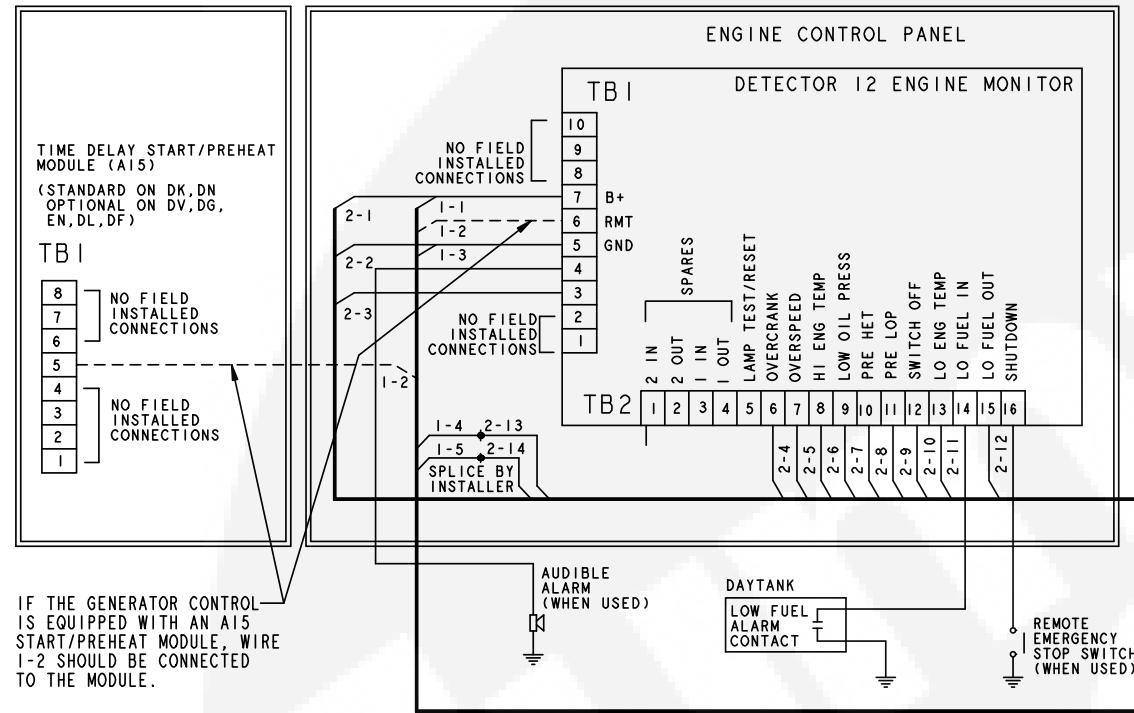 ENGINE CONTROL PANEL
DETECTOR 12 ENGINE MONITOR
TB1
10
9
8
7
6
5
4
3
2
1
NO FIELD
INSTALLED
CONNECTIONS
B+
RMT
GND
NO FIELD
INSTALLED
CONNECTIONS
2-1
2-2
2-3
1-1
1-2
1-3
TIME DELAY START/PREHEAT
MODULE (A15)
(STANDARD ON DK,DN
OPTIONAL ON DV,DG,
EN,DL,DF)
TB1
8
7
6
5
4
3
2
1
NO FIELD
INSTALLED
CONNECTIONS
NO FIELD
INSTALLED
CONNECTIONS
1-2
SPARES
2 IN
2 OUT
1 IN
1 OUT
LAMP TEST/RESET
OVERCRANK
OVERSPEED
HI ENG TEMP
LOW OIL PRESS
PRE HET
PRE LOP
SWITCH OFF
LO ENG TEMP
LO FUEL IN
LO FUEL OUT
SHUTDOWN
TB2
1
2
3
4
5
6
7
8
9
10
11
12
13
14
15
16
1-4
2-13
1-5
2-14
SPLICE BY
INSTALLER
2-4
2-5
2-6
2-7
2-8
2-9
2-10
2-11
2-12
IF THE GENERATOR CONTROL
IS EQUIPPED WITH AN A15
START/PREHEAT MODULE, WIRE
1-2 SHOULD BE CONNECTED
TO THE MODULE.
AUDIBLE
ALARM
(WHEN USED)
DAYTANK
LOW FUEL
ALARM
CONTACT
REMOTE
EMERGENCY
STOP SWITCH
(WHEN USED)